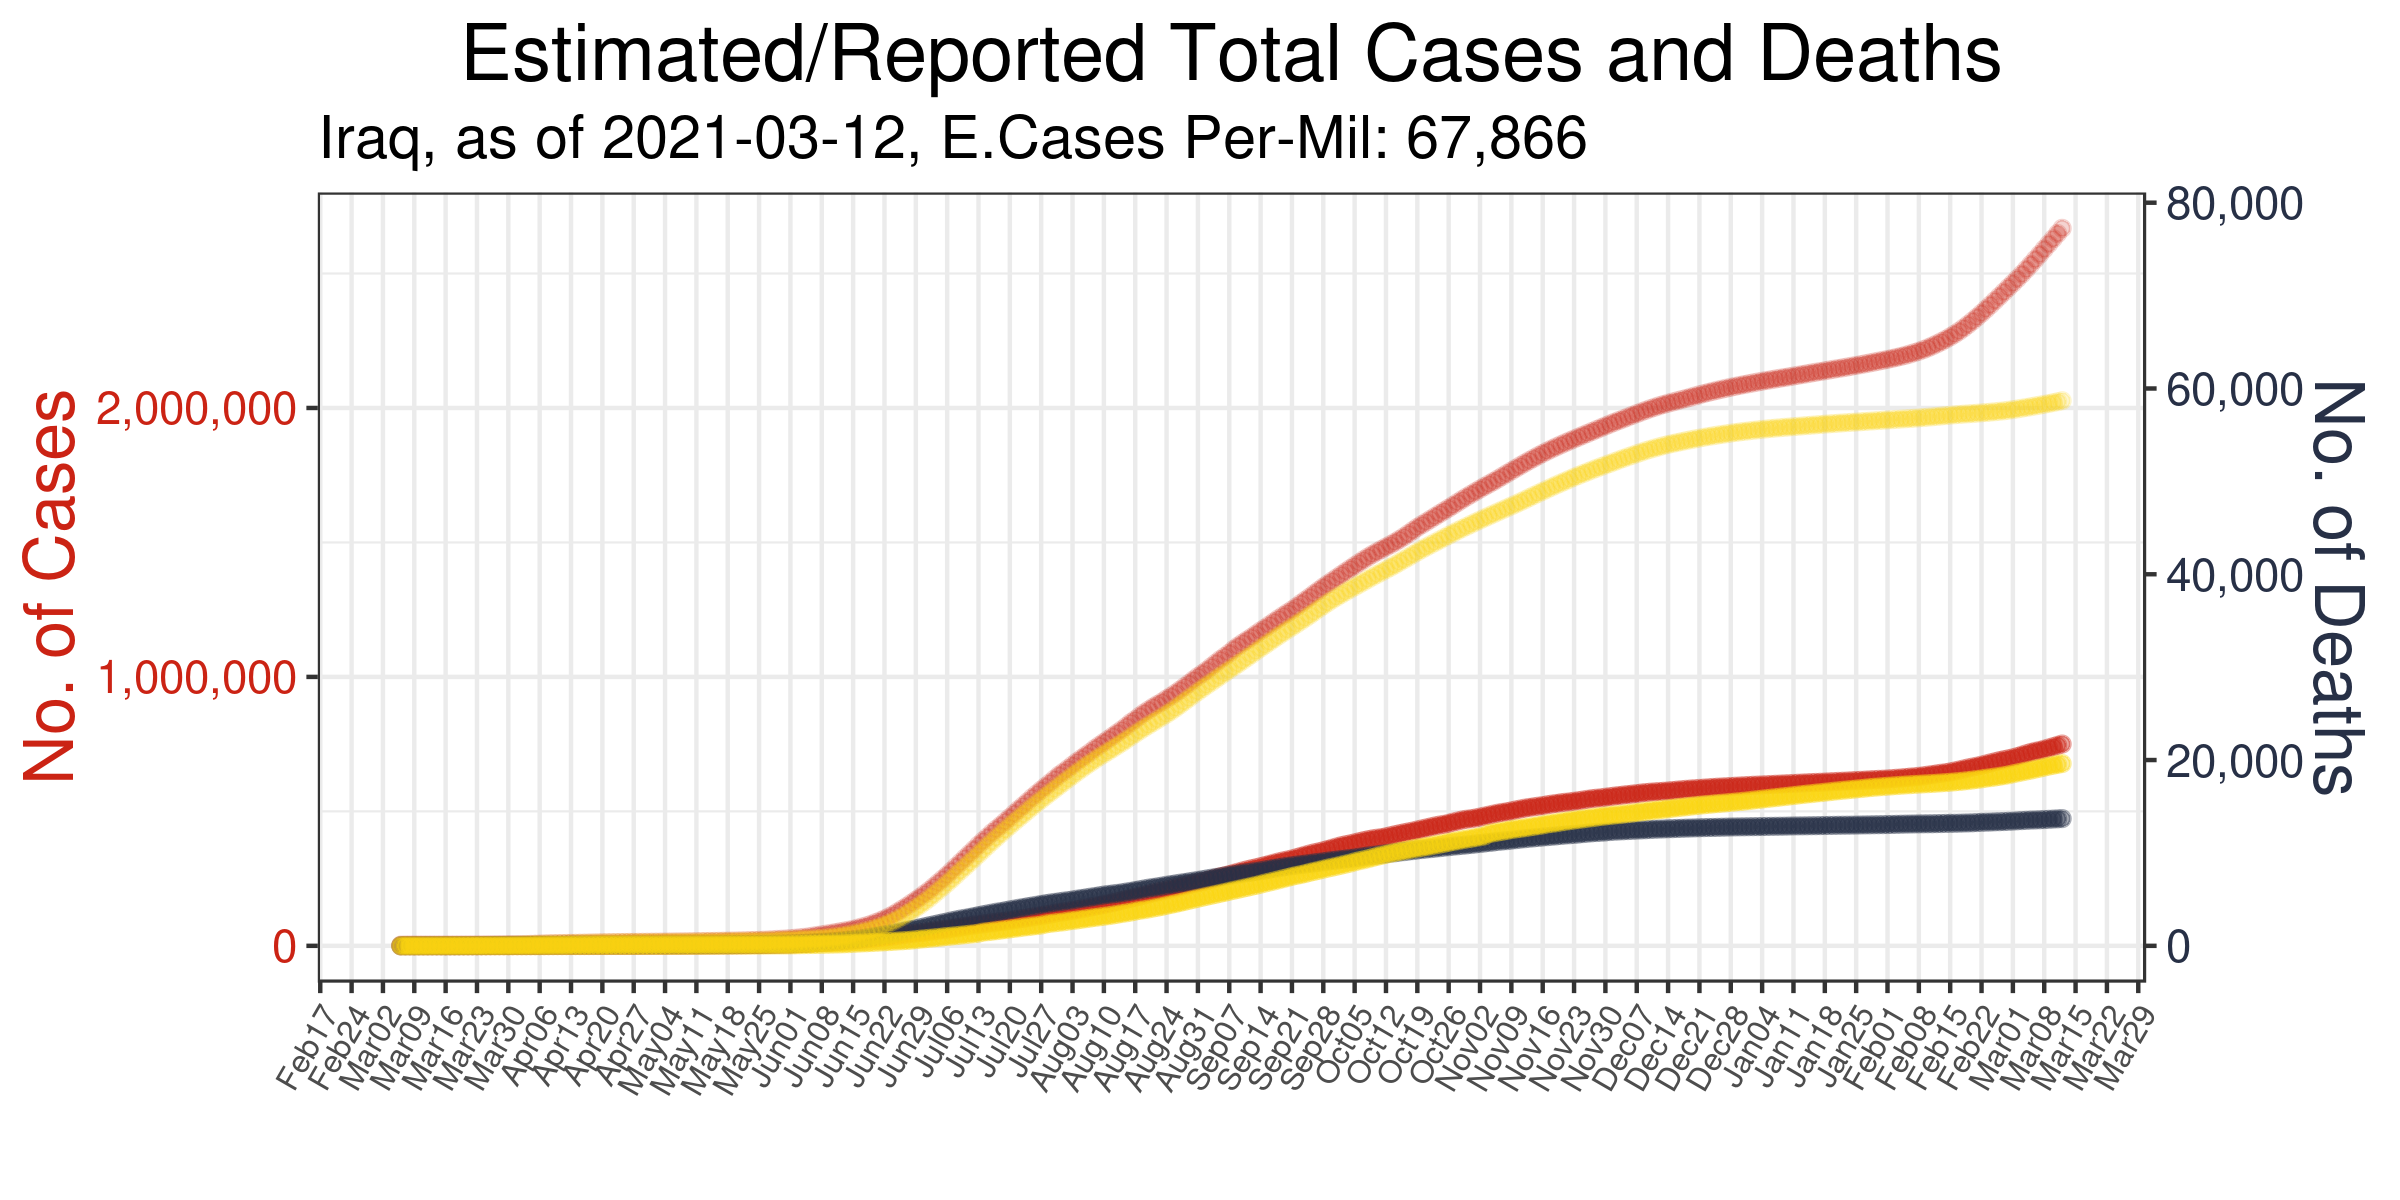 Estimated/Reported Total Cases and Deaths
Iraq, as of 2021-03-12, E.Cases Per-Mil: 67,866
No. of Cases
2,000,000
1,000,000
0
80,000
60,000
40,000
20,000
0
No. of Deaths
Feb17
Feb24
Mar02
Mar09
Mar16
Mar23
Mar30
Apr06
Apr13
Apr20
Apr27
May04
May11
May18
May25
Jun01
Jun08
Jun15
Jun22
Jun29
Jul06
Jul13
Jul20
Jul27
Aug03
Aug10
Aug17
Aug24
Aug31
Sep07
Sep14
Sep21
Sep28
Oct05
Oct12
Oct19
Oct26
Nov02
Nov09
Nov16
Nov23
Nov30
Dec07
Dec14
Dec21
Dec28
Jan04
Jan11
Jan18
Jan25
Feb01
Feb08
Feb15
Feb22
Mar01
Mar08
Mar15
Mar22
Mar29